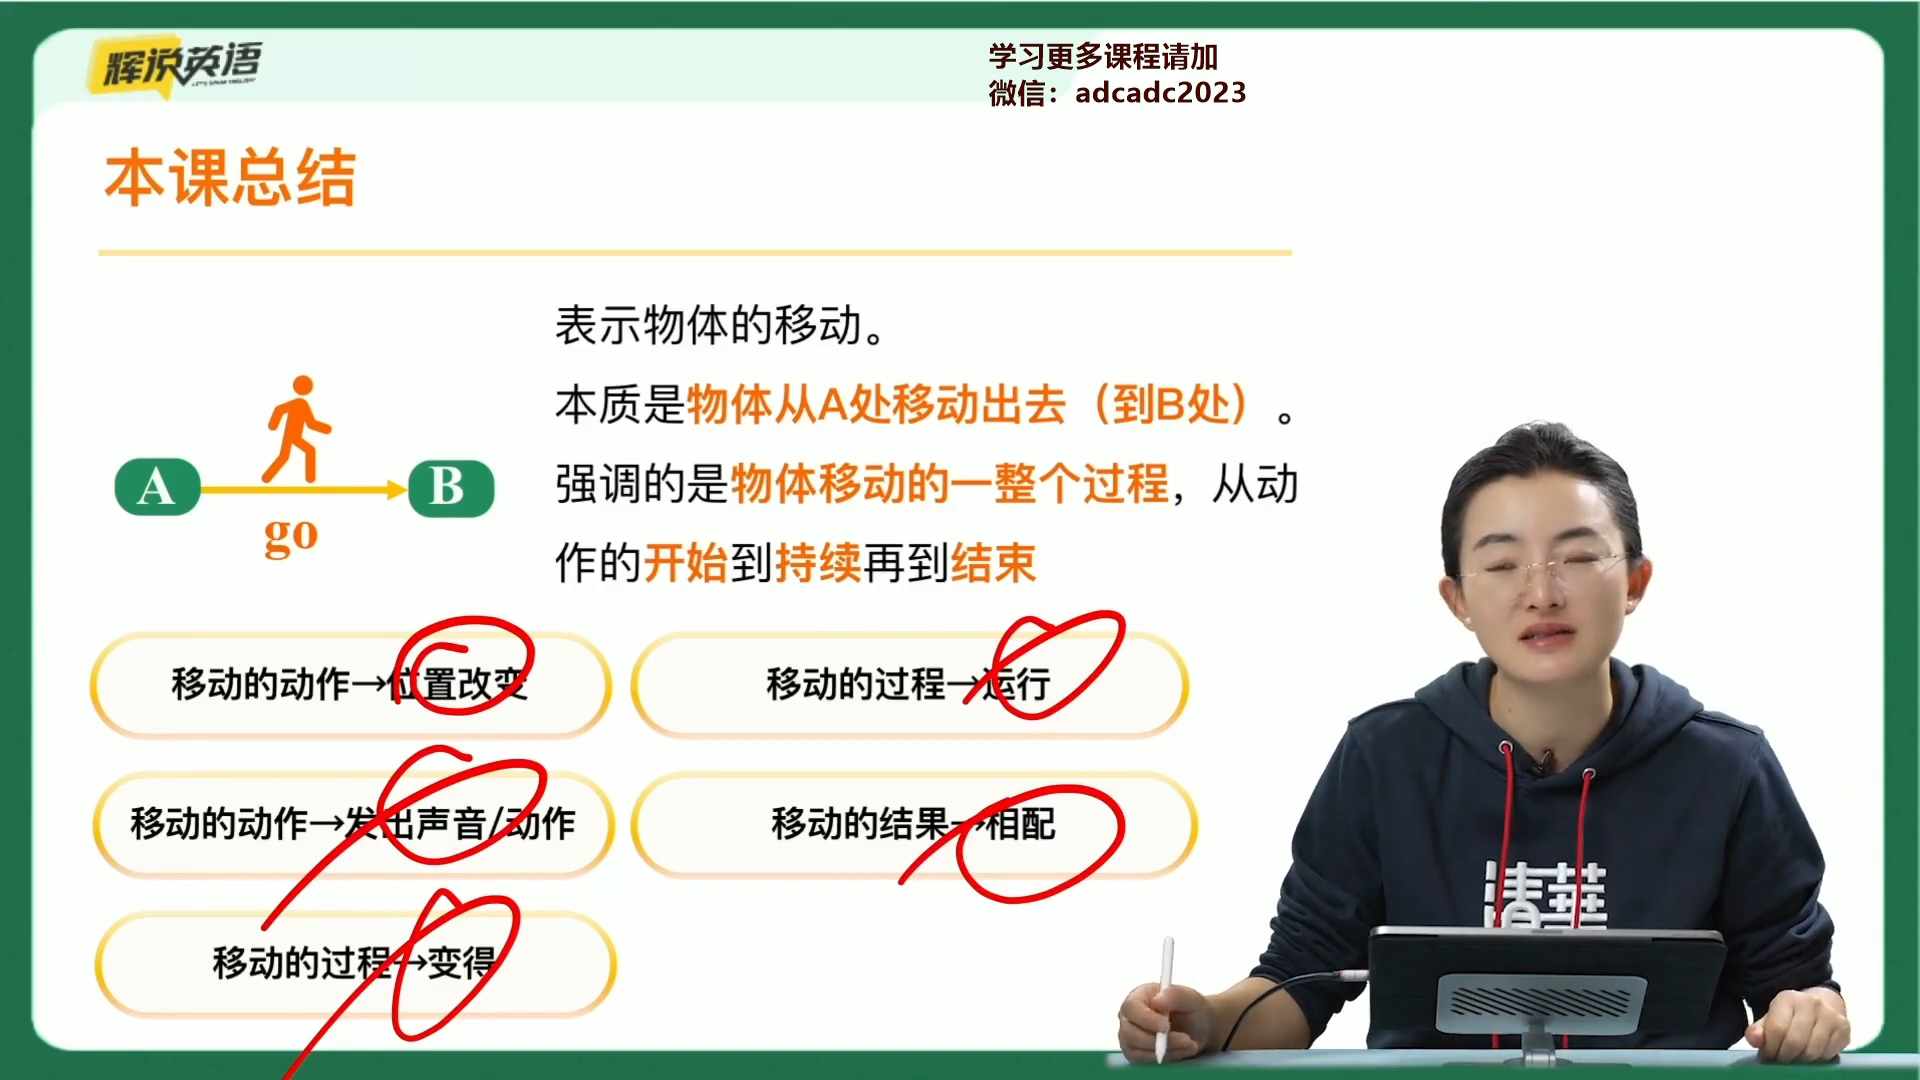 辉说英语
学习更多课程请加
微信：adcadc2023
本课总结
表示物体的移动。
本质是物体从A处移动出去（到B处）。
强调的是物体移动的一整个过程，从动
作的开始到持续再到结束
A
B
go
移动的动作→位置改变
移动的过程→运行
移动的动作→发出声音/动作
移动的结果→相配
移动的过程→变得
清華